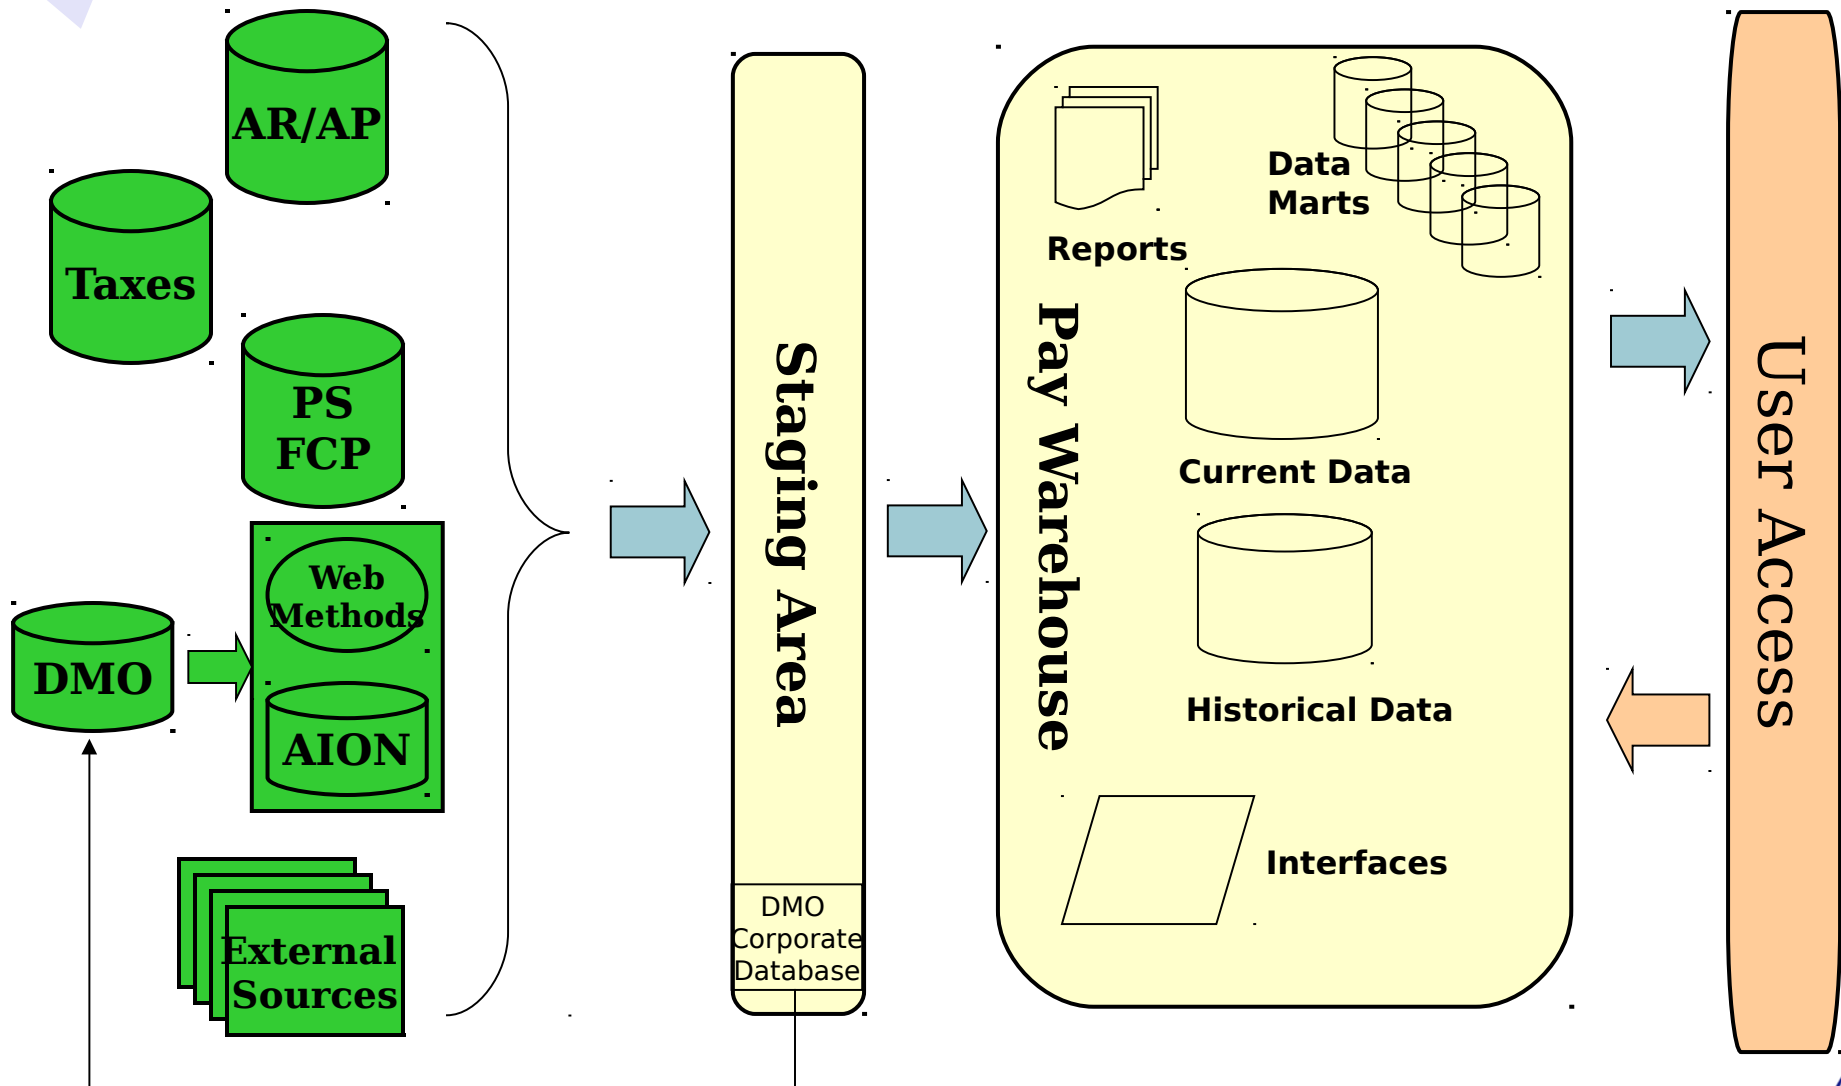 AR/AP
Taxes
PS
FCP
Web
Methods
DMO
AION
External
Sources
Staging Area
DMO
Corporate
Database
Pay Warehouse
Reports
Data
Marts
Current Data
Historical Data
Interfaces
User Access